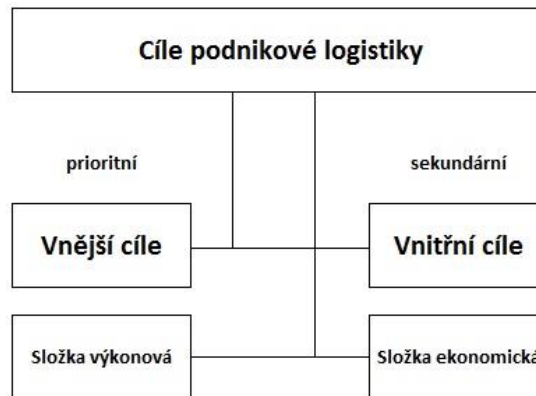 Cíle podnikové logistiky
prioritní
sekundární
Vnější cíle
Vnitřní cíle
Složka výkonová
Složka ekonomická